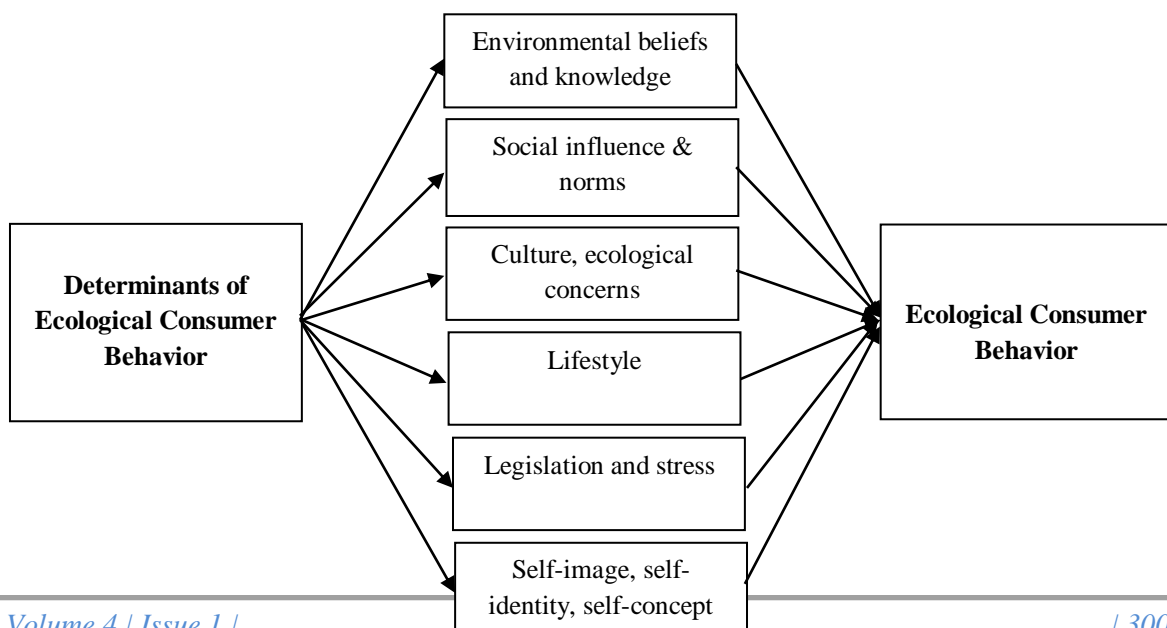 Environmental beliefs
and knowledge
Social influence &
norms
Culture, ecological
concerns
Determinants of
Ecological Consumer
Behavior
Ecological Consumer
Behavior
Lifestyle
Legislation and stress
Self-image, self-
identity, self-concept
Volume 4 | Issue 1 |
| 300